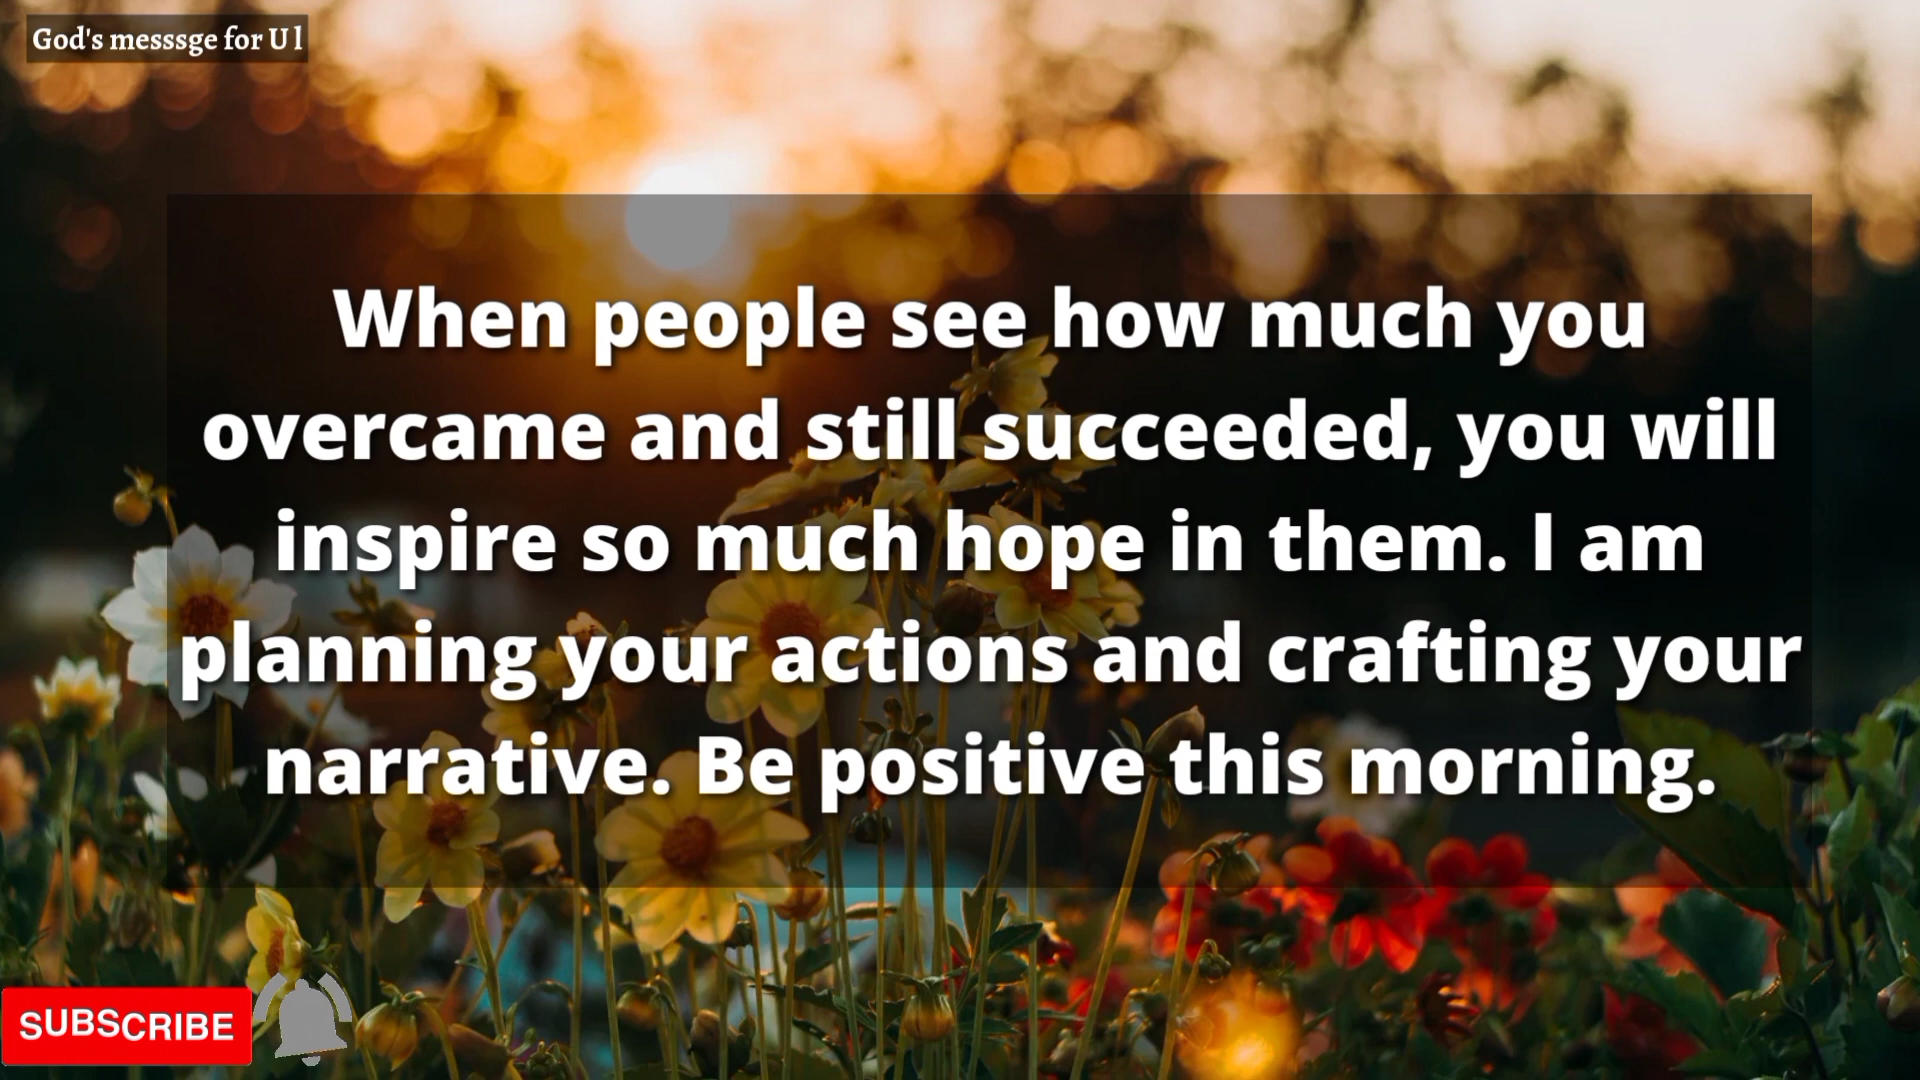 God's messsge for U l
When people see how much you
overcame and still succeeded, you will
inspire so much hope in them. I am
planning your actions and crafting your
narrative. Be positive this morning.
SUBSCRIBE